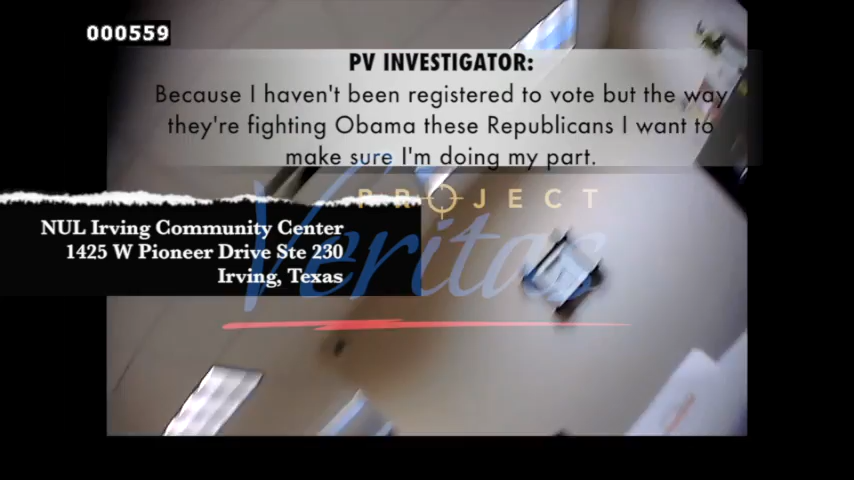 000559
PV INVESTIGATOR:
Because I haven't been registered to vote but the way
they're fighting Obama these Republicans I want to
make sure I'm doing my part.
PROJECT
Veritas
NUL Irving Community Center
1425 W Pioneer Drive Ste 230
Irving, Texas